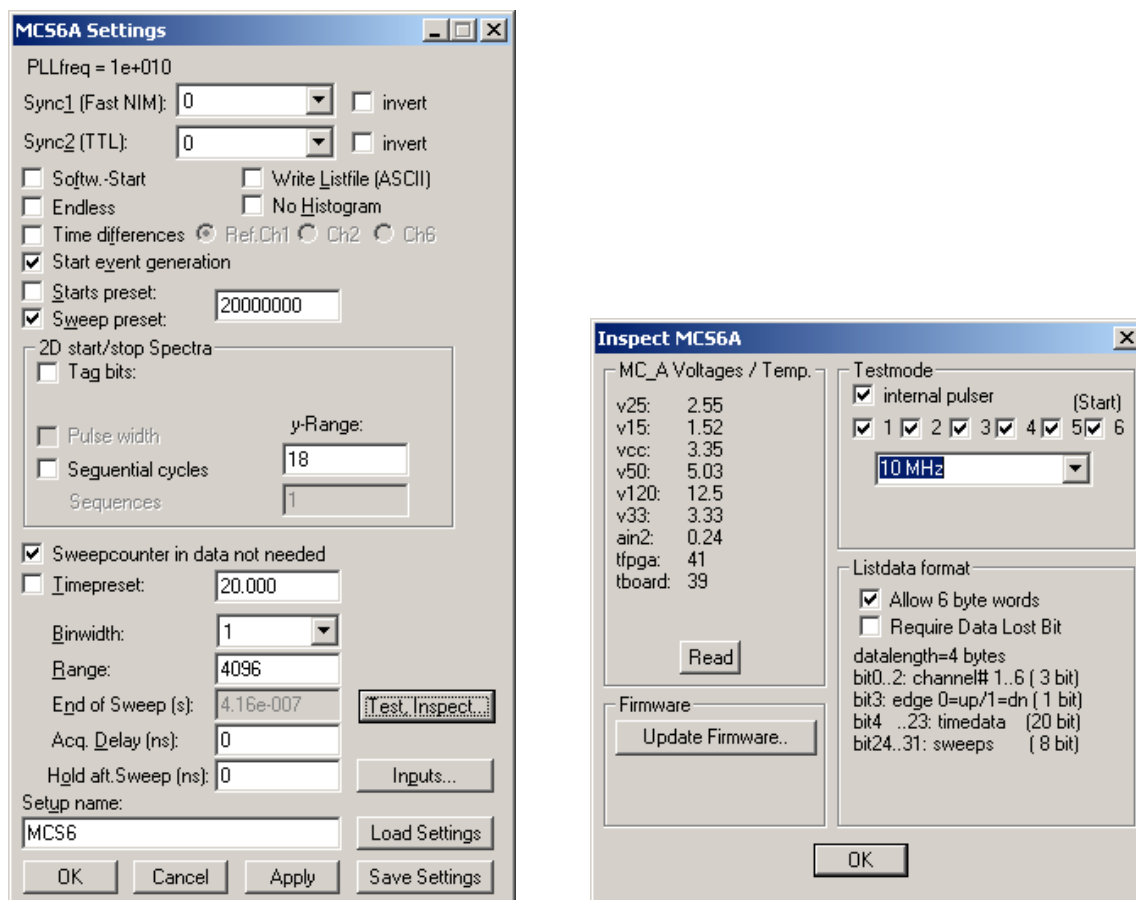 MCS6A Settings
PLLfreq = 1e+010
Sync1 (Fast NIM): 0 invert
Sync2 (TTL): 0 invert
Softw.-Start Write Listfile (ASCII)
Endless No Histogram
Time differences Ref.Ch1 Ch2 Ch6
Start event generation
Starts preset:
20000000
Sweep preset:
2D start/stop Spectra
Tag bits:
y-Range:
Pulse width
18
Sequential cycles
Sequences 1
Sweepcounter in data not needed
Timepreset: 20.000
Binwidth: 1
Range: 4096
End of Sweep (s): 4.16e-007 Test, Inspect...
Acq. Delay (ns): 0
Hold aft.Sweep (ns): 0 Inputs...
Setup name:
MCS6 Load Settings
OK Cancel Apply Save Settings
Inspect MCS6A
MC_A Voltages / Temp.
v25: 2.55
v15: 1.52
vcc: 3.35
v50: 5.03
v120: 12.5
v33: 3.33
ain2: 0.24
tfpga: 41
tboard: 39
Read
Firmware
Update Firmware..
Testmode
internal pulser (Start)
1 2 3 4 5 6
10 MHz
Listdata format
Allow 6 byte words
Require Data Lost Bit
datalength=4 bytes
bit0..2: channel# 1..6 ( 3 bit)
bit3: edge 0=up/1=dn ( 1 bit)
bit4 ..23: timedata (20 bit)
bit24..31: sweeps ( 8 bit)
OK